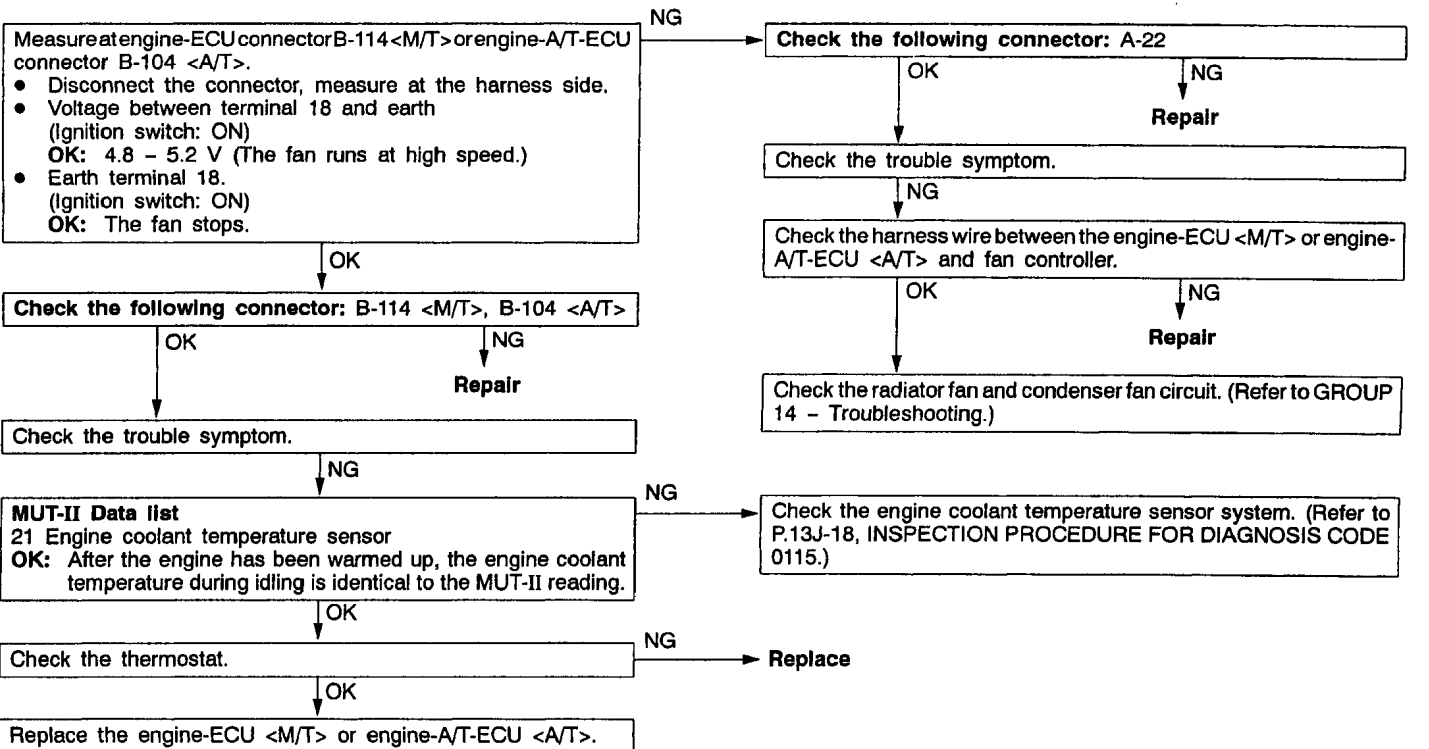 Measure at engine-ECU connector B-114 <M/T> or engine-A/T-ECU
connector B-104 <A/T>.
● Disconnect the connector, measure at the harness side.
● Voltage between terminal 18 and earth
(Ignition switch: ON)
OK: 4.8 – 5.2 V (The fan runs at high speed.)
● Earth terminal 18.
(Ignition switch: ON)
OK: The fan stops.
NG
Check the following connector: A-22
OK
NG
Repair
Check the trouble symptom.
NG
Check the harness wire between the engine-ECU <M/T> or engine-
A/T-ECU <A/T> and fan controller.
OK
NG
Repair
Check the radiator fan and condenser fan circuit. (Refer to GROUP
14 – Troubleshooting.)
OK
Check the following connector: B-114 <M/T>, B-104 <A/T>
OK
NG
Repair
Check the trouble symptom.
NG
MUT-II Data list
21 Engine coolant temperature sensor
OK: After the engine has been warmed up, the engine coolant
temperature during idling is identical to the MUT-II reading.
NG
Check the engine coolant temperature sensor system. (Refer to
P.13J-18, INSPECTION PROCEDURE FOR DIAGNOSIS CODE
0115.)
OK
Check the thermostat.
NG
Replace
OK
Replace the engine-ECU <M/T> or engine-A/T-ECU <A/T>.